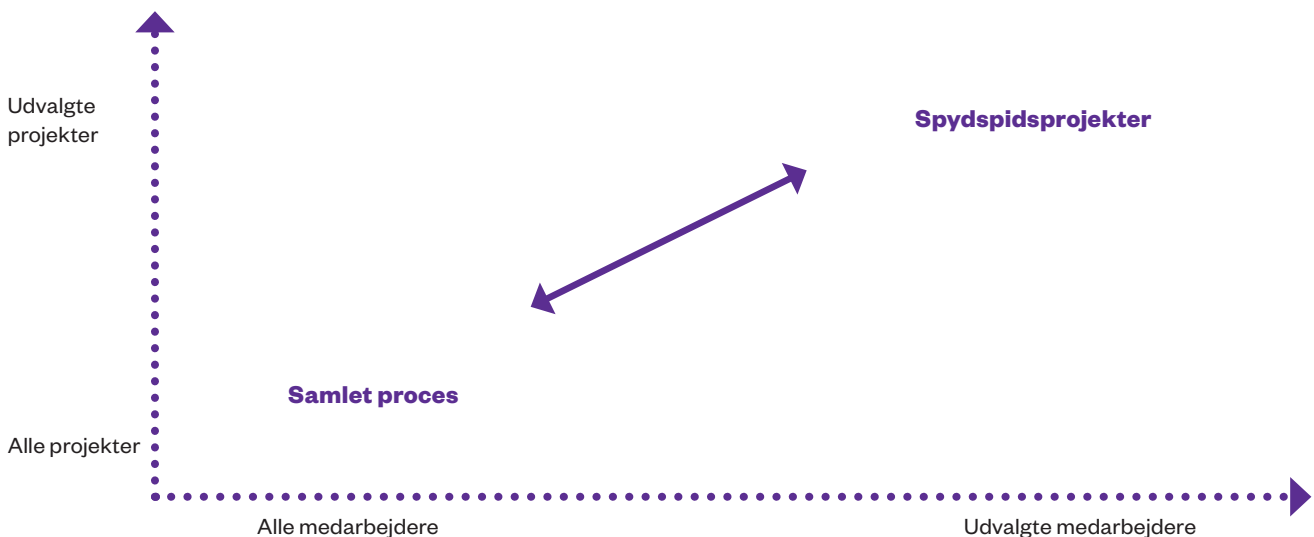 Udvalgte
projekter
Spydspidsprojekter
Samlet proces
Alle projekter
Alle medarbejdere
Udvalgte medarbejdere